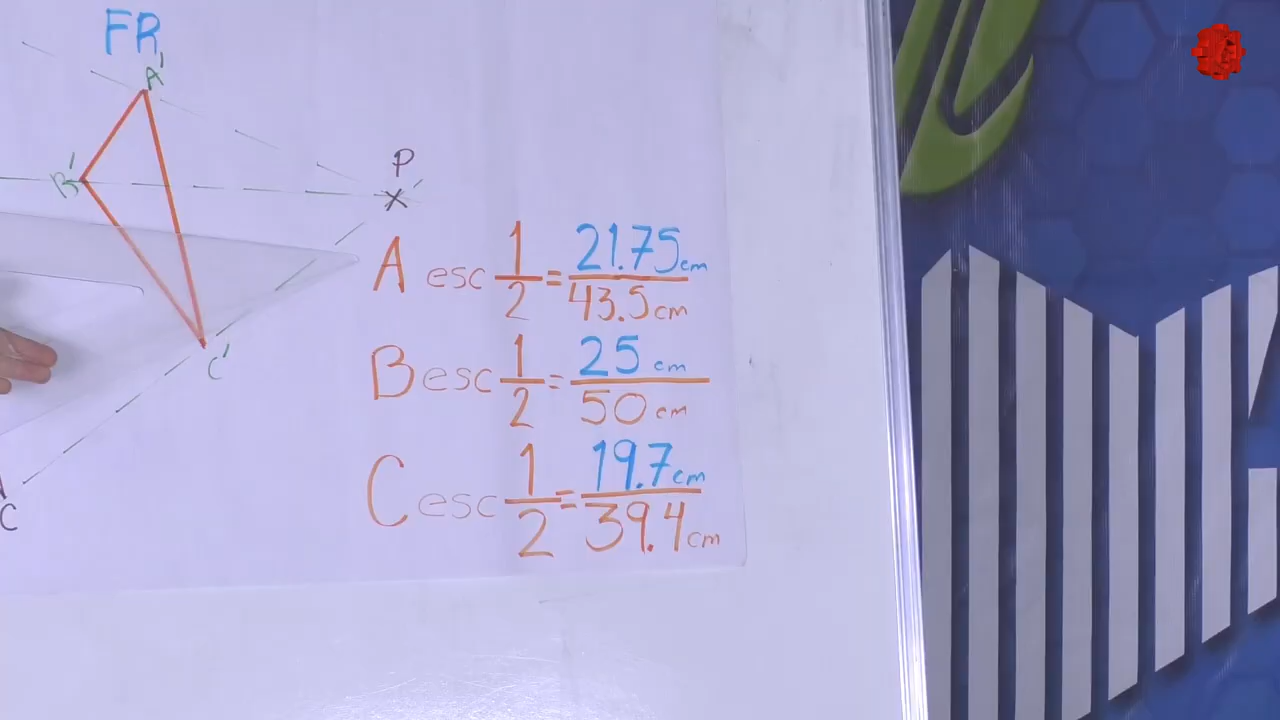 FR
A'
B'
P
C'
C
A esc 1/2 = 21.75 cm / 43.5 cm
B esc 1/2 = 25 cm / 50 cm
C esc 1/2 = 19.7 cm / 39.4 cm